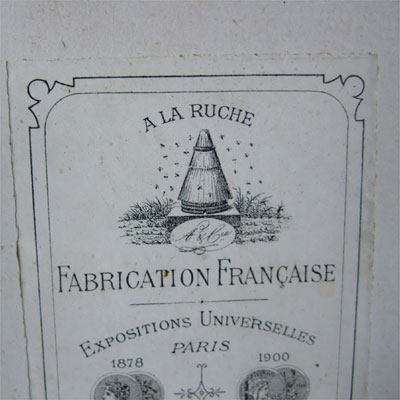 A LA RUCHE
FABRICATION FRANÇAISE
EXPOSITIONS UNIVERSELLES
PARIS
1878 1900